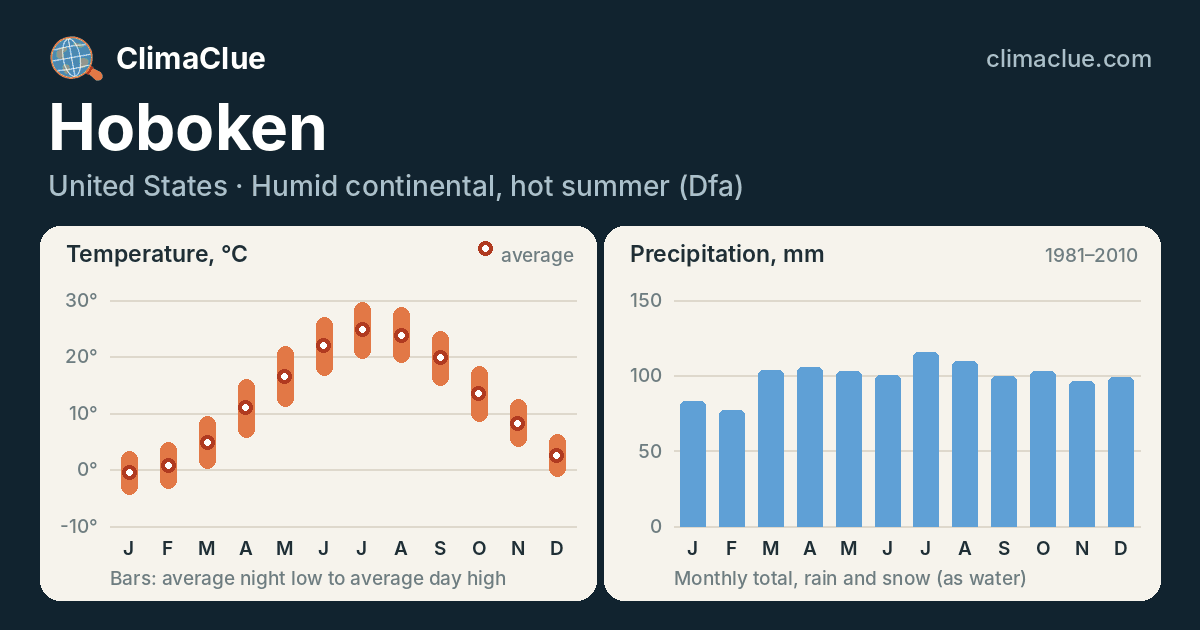 ClimaClue
climaclue.com
Hoboken
United States · Humid continental, hot summer (Dfa)
Temperature, °C
average
30°
20°
10°
0°
-10°
J F M A M J J A S O N D
Bars: average night low to average day high
Precipitation, mm
1981–2010
150
100
50
0
J F M A M J J A S O N D
Monthly total, rain and snow (as water)